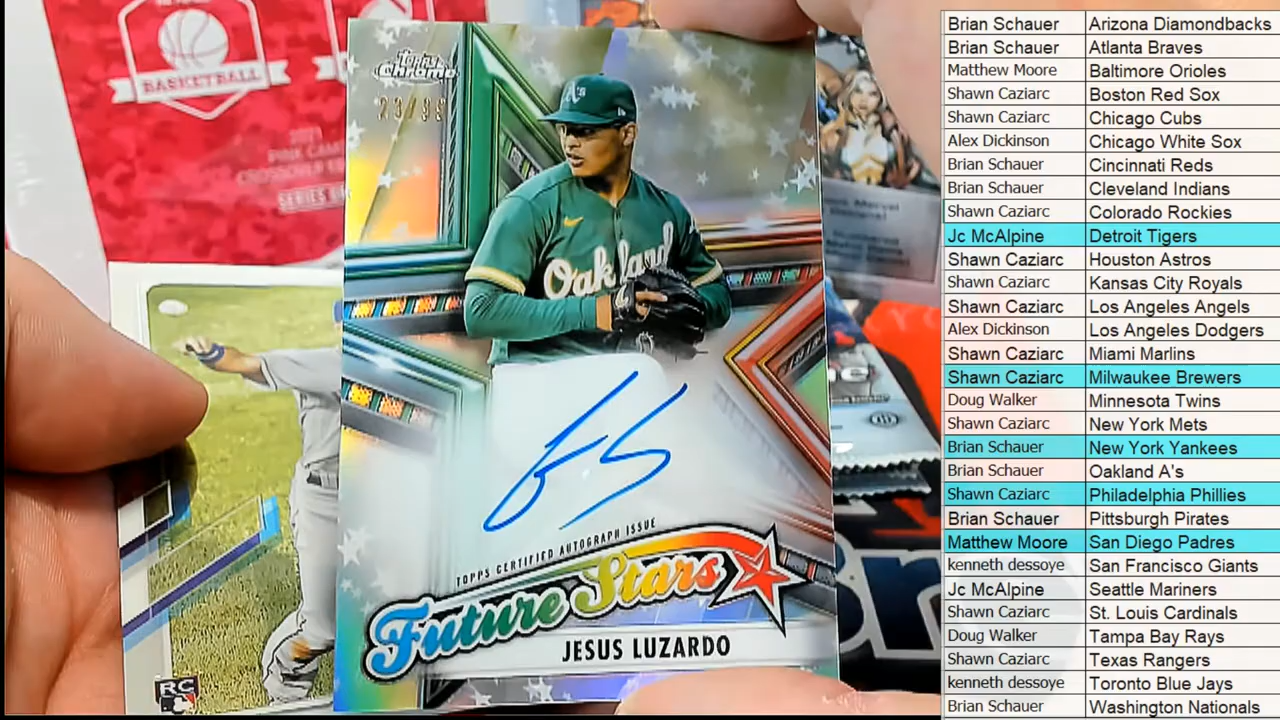 BASKETBALL
2021
SERIES
Topps
Chrome
23/99
A's
Oakland
TOPPS CERTIFIED AUTOGRAPH ISSUE
Future Stars
JESUS LUZARDO
RC
Brian Schauer Arizona Diamondbacks
Brian Schauer Atlanta Braves
Matthew Moore Baltimore Orioles
Shawn Caziarc Boston Red Sox
Shawn Caziarc Chicago Cubs
Alex Dickinson Chicago White Sox
Brian Schauer Cincinnati Reds
Brian Schauer Cleveland Indians
Shawn Caziarc Colorado Rockies
Jc McAlpine Detroit Tigers
Shawn Caziarc Houston Astros
Shawn Caziarc Kansas City Royals
Shawn Caziarc Los Angeles Angels
Alex Dickinson Los Angeles Dodgers
Shawn Caziarc Miami Marlins
Shawn Caziarc Milwaukee Brewers
Doug Walker Minnesota Twins
Shawn Caziarc New York Mets
Brian Schauer New York Yankees
Brian Schauer Oakland A's
Shawn Caziarc Philadelphia Phillies
Brian Schauer Pittsburgh Pirates
Matthew Moore San Diego Padres
kenneth dessoye San Francisco Giants
Jc McAlpine Seattle Mariners
Shawn Caziarc St. Louis Cardinals
Doug Walker Tampa Bay Rays
Shawn Caziarc Texas Rangers
kenneth dessoye Toronto Blue Jays
Brian Schauer Washington Nationals